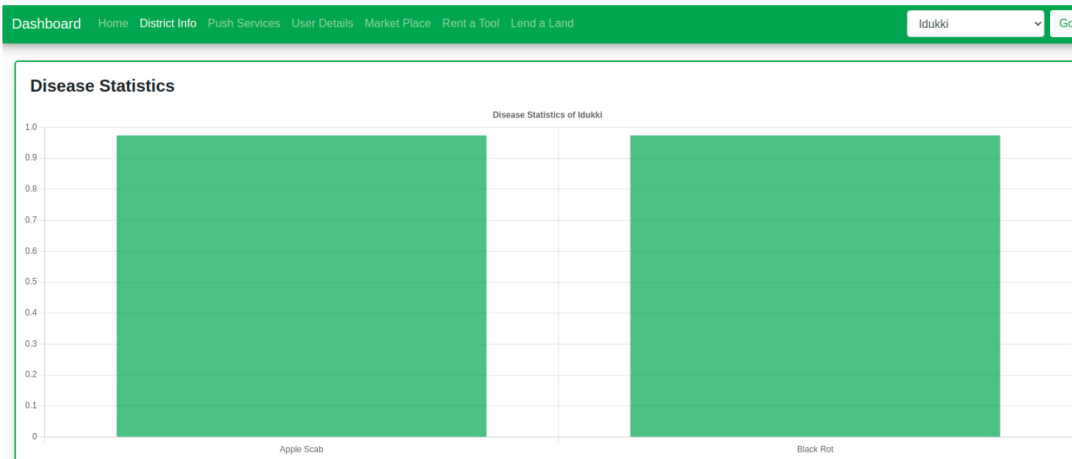 Dashboard Home District Info Push Services User Details Market Place Rent a Tool Lend a Land Idukki Go
Disease Statistics
Disease Statistics of Idukki
1.0
0.9
0.8
0.7
0.6
0.5
0.4
0.3
0.2
0.1
0
Apple Scab Black Rot